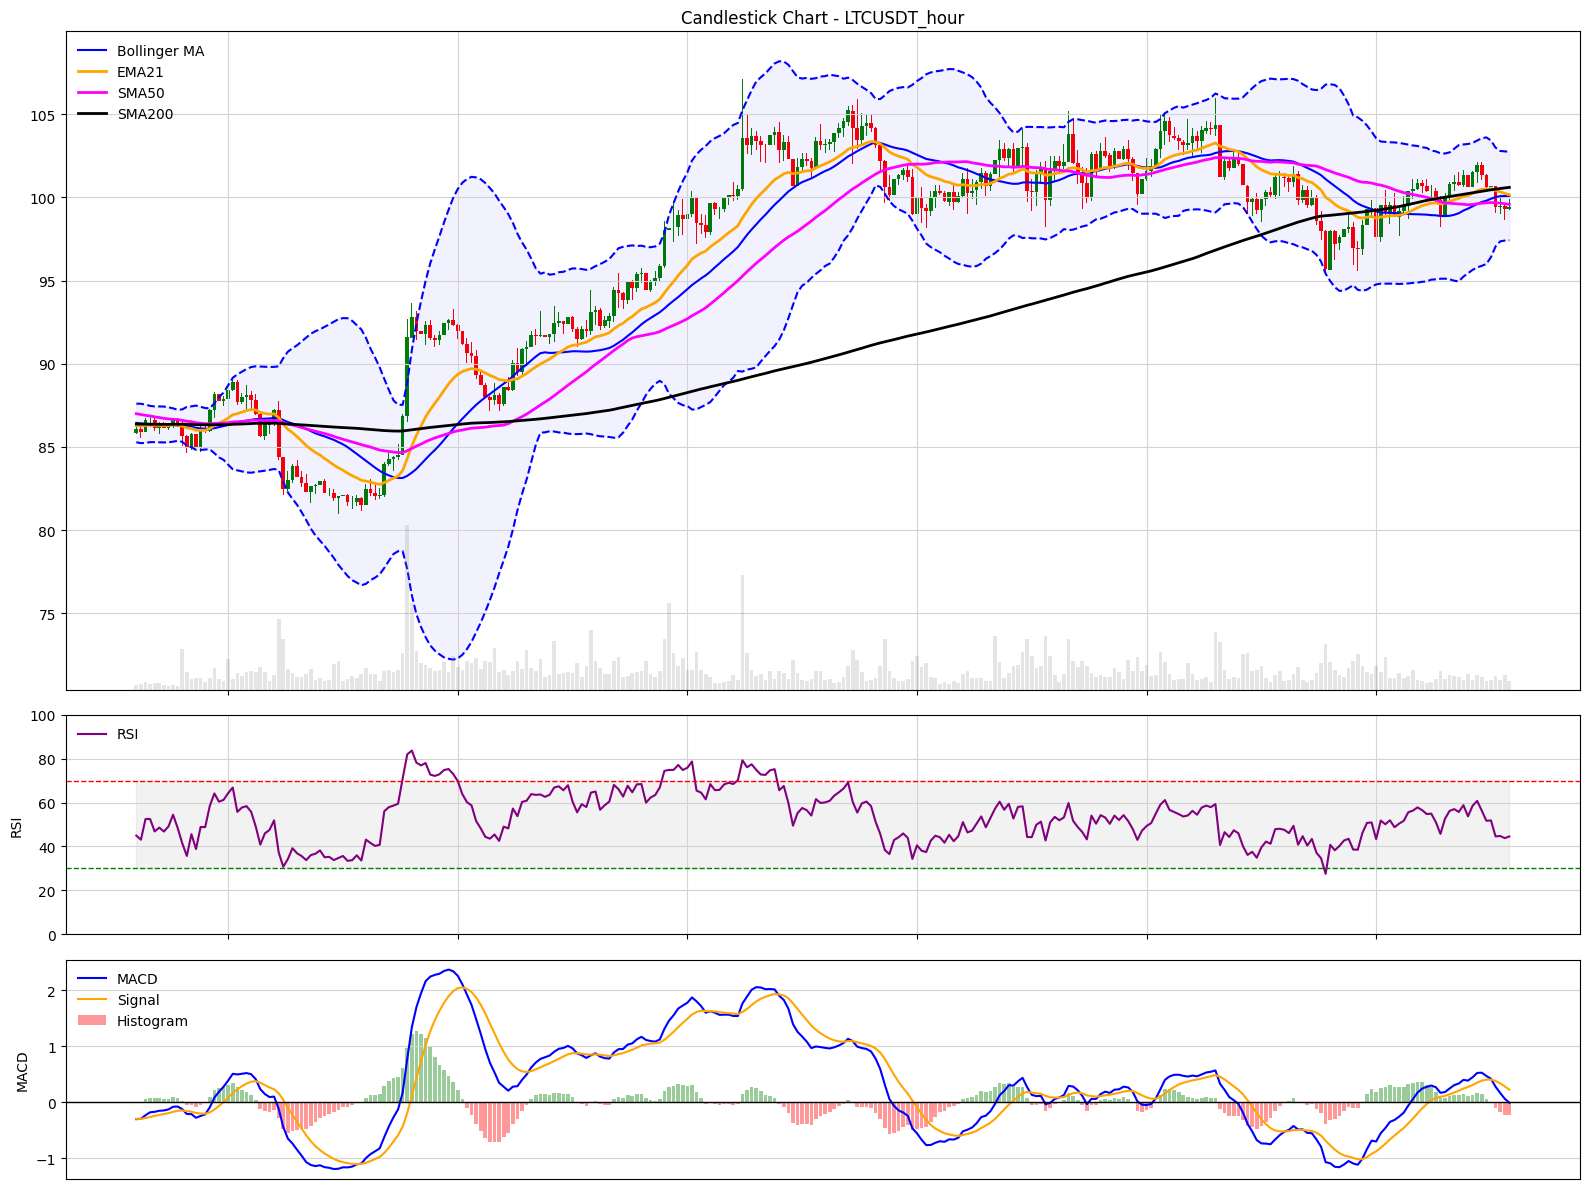 Candlestick Chart - LTCUSDT_hour
Bollinger MA
EMA21
SMA50
SMA200
105
100
95
90
85
80
75
RSI
100
80
60
40
20
0
RSI
MACD
Signal
Histogram
2
1
0
−1
MACD